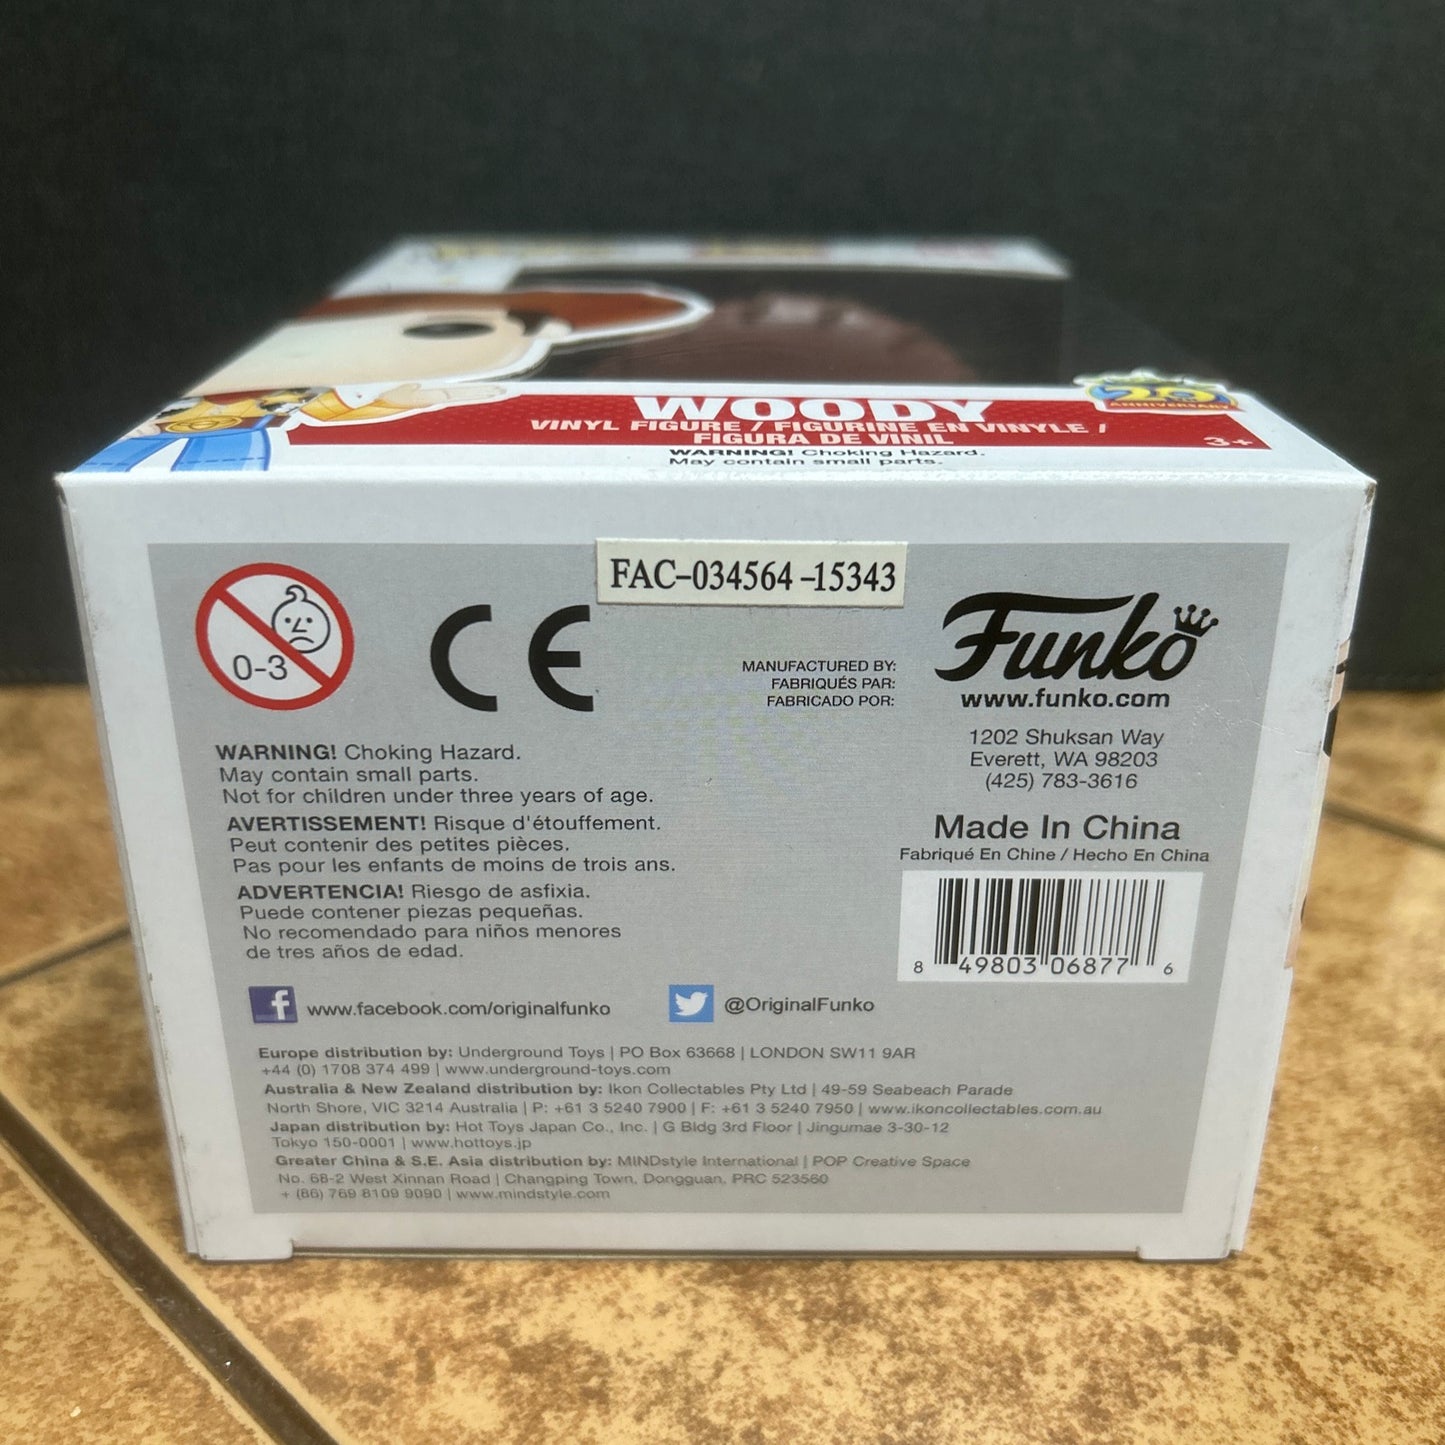 WOODY
VINYL FIGURE / FIGURINE EN VINYLE /
FIGURA DE VINIL
3+
WARNING! Choking Hazard.
May contain small parts.
ANNIVERSARY
FAC-034564-15343
0-3
CE
MANUFACTURED BY:
FABRIQUÉS PAR:
FABRICADO POR:
Funko
www.funko.com
1202 Shuksan Way
Everett, WA 98203
(425) 783-3616
Made In China
Fabriqué En Chine / Hecho En China
8 49803 06877 6
WARNING! Choking Hazard.
May contain small parts.
Not for children under three years of age.
AVERTISSEMENT! Risque d'étouffement.
Peut contenir des petites pièces.
Pas pour les enfants de moins de trois ans.
ADVERTENCIA! Riesgo de asfixia.
Puede contener piezas pequeñas.
No recomendado para niños menores
de tres años de edad.
f www.facebook.com/originalfunko
@OriginalFunko
Europe distribution by: Underground Toys | PO Box 63668 | LONDON SW11 9AR
+44 (0) 1708 374 499 | www.underground-toys.com
Australia & New Zealand distribution by: Ikon Collectables Pty Ltd | 49-59 Seabeach Parade
North Shore, VIC 3214 Australia | P: +61 3 5240 7900 | F: +61 3 5240 7950 | www.ikoncollectables.com.au
Japan distribution by: Hot Toys Japan Co., Inc. | G Bldg 3rd Floor | Jingumae 3-30-12
Tokyo 150-0001 | www.hottoys.jp
Greater China & S.E. Asia distribution by: MINDstyle International | POP Creative Space
No. 68-2 West Xinnan Road | Changping Town, Dongguan, PRC 523560
+ (86) 769 8109 9090 | www.mindstyle.com